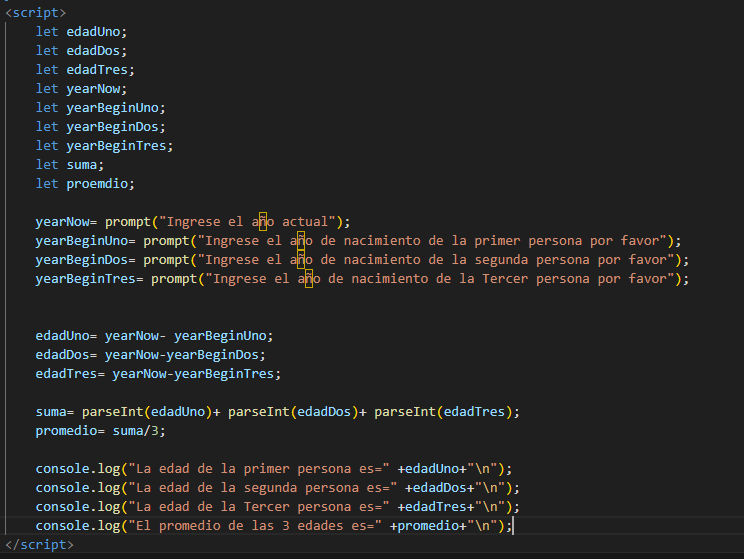 <script>
let edadUno;
let edadDos;
let edadTres;
let yearNow;
let yearBeginUno;
let yearBeginDos;
let yearBeginTres;
let suma;
let proemdio;
yearNow= prompt("Ingrese el año actual");
yearBeginUno= prompt("Ingrese el año de nacimiento de la primer persona por favor");
yearBeginDos= prompt("Ingrese el año de nacimiento de la segunda persona por favor");
yearBeginTres= prompt("Ingrese el año de nacimiento de la Tercer persona por favor");
edadUno= yearNow- yearBeginUno;
edadDos= yearNow-yearBeginDos;
edadTres= yearNow-yearBeginTres;
suma= parseInt(edadUno)+ parseInt(edadDos)+ parseInt(edadTres);
promedio= suma/3;
console.log("La edad de la primer persona es=" +edadUno+"\n");
console.log("La edad de la segunda persona es=" +edadDos+"\n");
console.log("La edad de la Tercer persona es=" +edadTres+"\n");
console.log("El promedio de las 3 edades es=" +promedio+"\n");
</script>